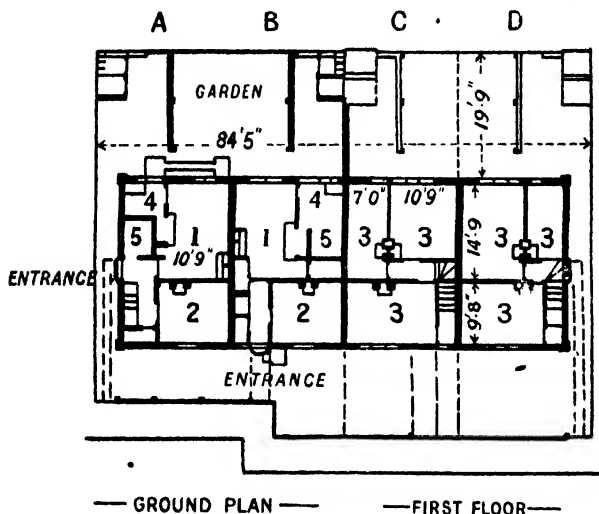 A B C D
GARDEN
84'5"
19'9"
4 4 7'0" 10'9"
1 1 3 3 3 3
5 10'9" 5 14'9
ENTRANCE
2 2 3 3
9'8"
ENTRANCE
GROUND PLAN FIRST FLOOR